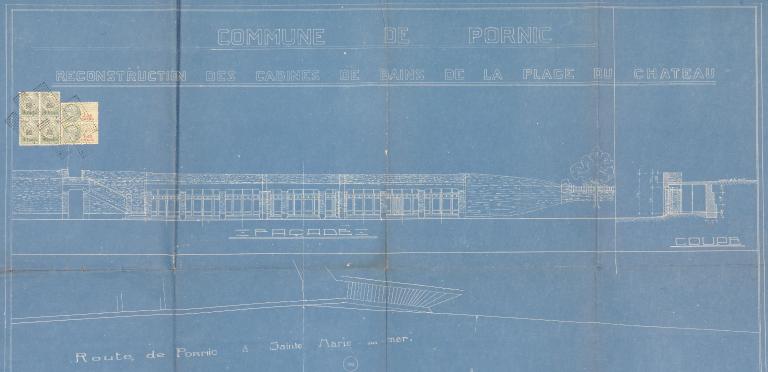 COMMUNE DE PORNIC
RECONSTRUCTION DES CABINES DE BAINS DE LA PLAGE DU CHATEAU
FAÇADE
COUPE
Route de Pornic à Sainte Marie sur mer.